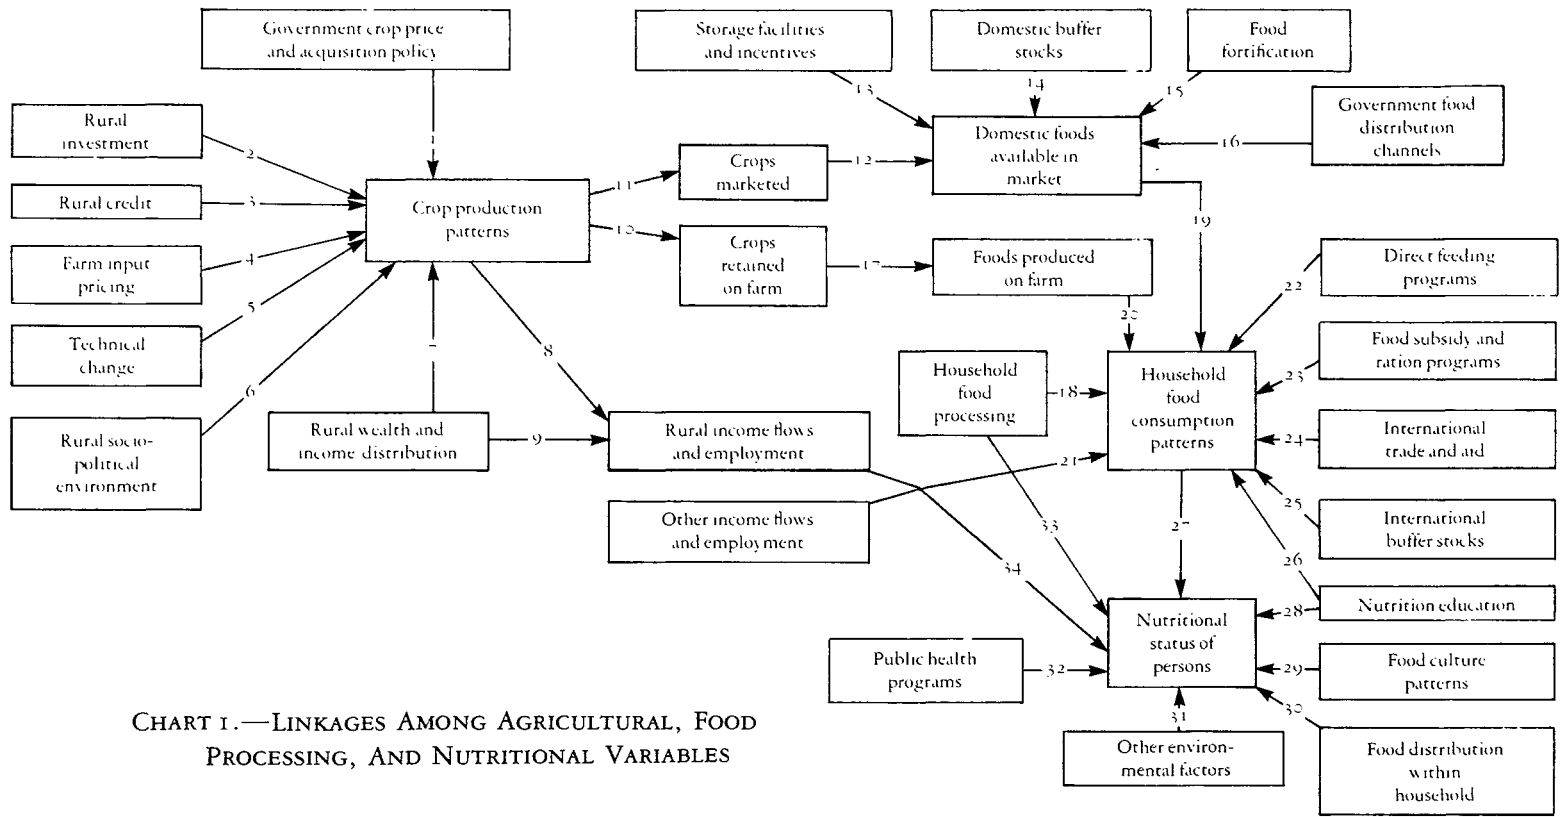 Government crop price
and acquisition policy
Storage facilities
and incentives
Domestic buffer
stocks
Food
fortification
13
14
15
Rural
investment
Government food
distribution
channels
1
2
Domestic foods
available in
market
16
Crops
marketed
12
11
Rural credit
3
Crop production
patterns
10
19
Crops
retained
on farm
17
Foods produced
on farm
Direct feeding
programs
22
Farm input
pricing
4
5
20
Technical
change
7
8
Food subsidy and
ration programs
23
Household
food
processing
18
Household
food
consumption
patterns
6
Rural socio-
political
environment
Rural wealth and
income distribution
9
Rural income flows
and employment
International
trade and aid
24
21
25
Other income flows
and employment
International
buffer stocks
33
27
26
34
Nutrition education
28
Nutritional
status of
persons
Public health
programs
32
29
Food culture
patterns
30
31
Other environ-
mental factors
Food distribution
within
household
CHART 1.—LINKAGES AMONG AGRICULTURAL, FOOD
PROCESSING, AND NUTRITIONAL VARIABLES